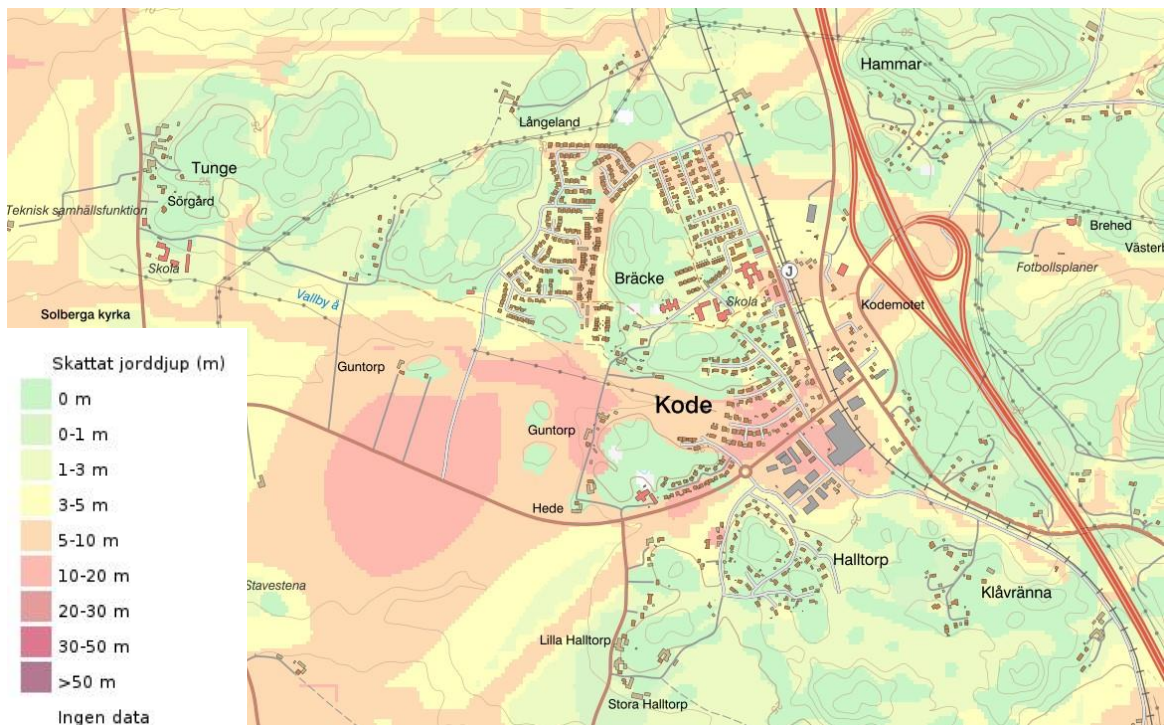 Hammar
Långeland
Tunge
Sörgård
Teknisk samhällsfunktion
Brehed
Västerb
Skola
Fotbollsplaner
Bräcke
J
Vallby å
Skola
Kodemotet
Solberga kyrka
Guntorp
Kode
Guntorp
Hede
Halltorp
Stavestena
Klåvränna
Lilla Halltorp
Stora Halltorp
Skattat jorddjup (m)
0 m
0-1 m
1-3 m
3-5 m
5-10 m
10-20 m
20-30 m
30-50 m
>50 m
Ingen data